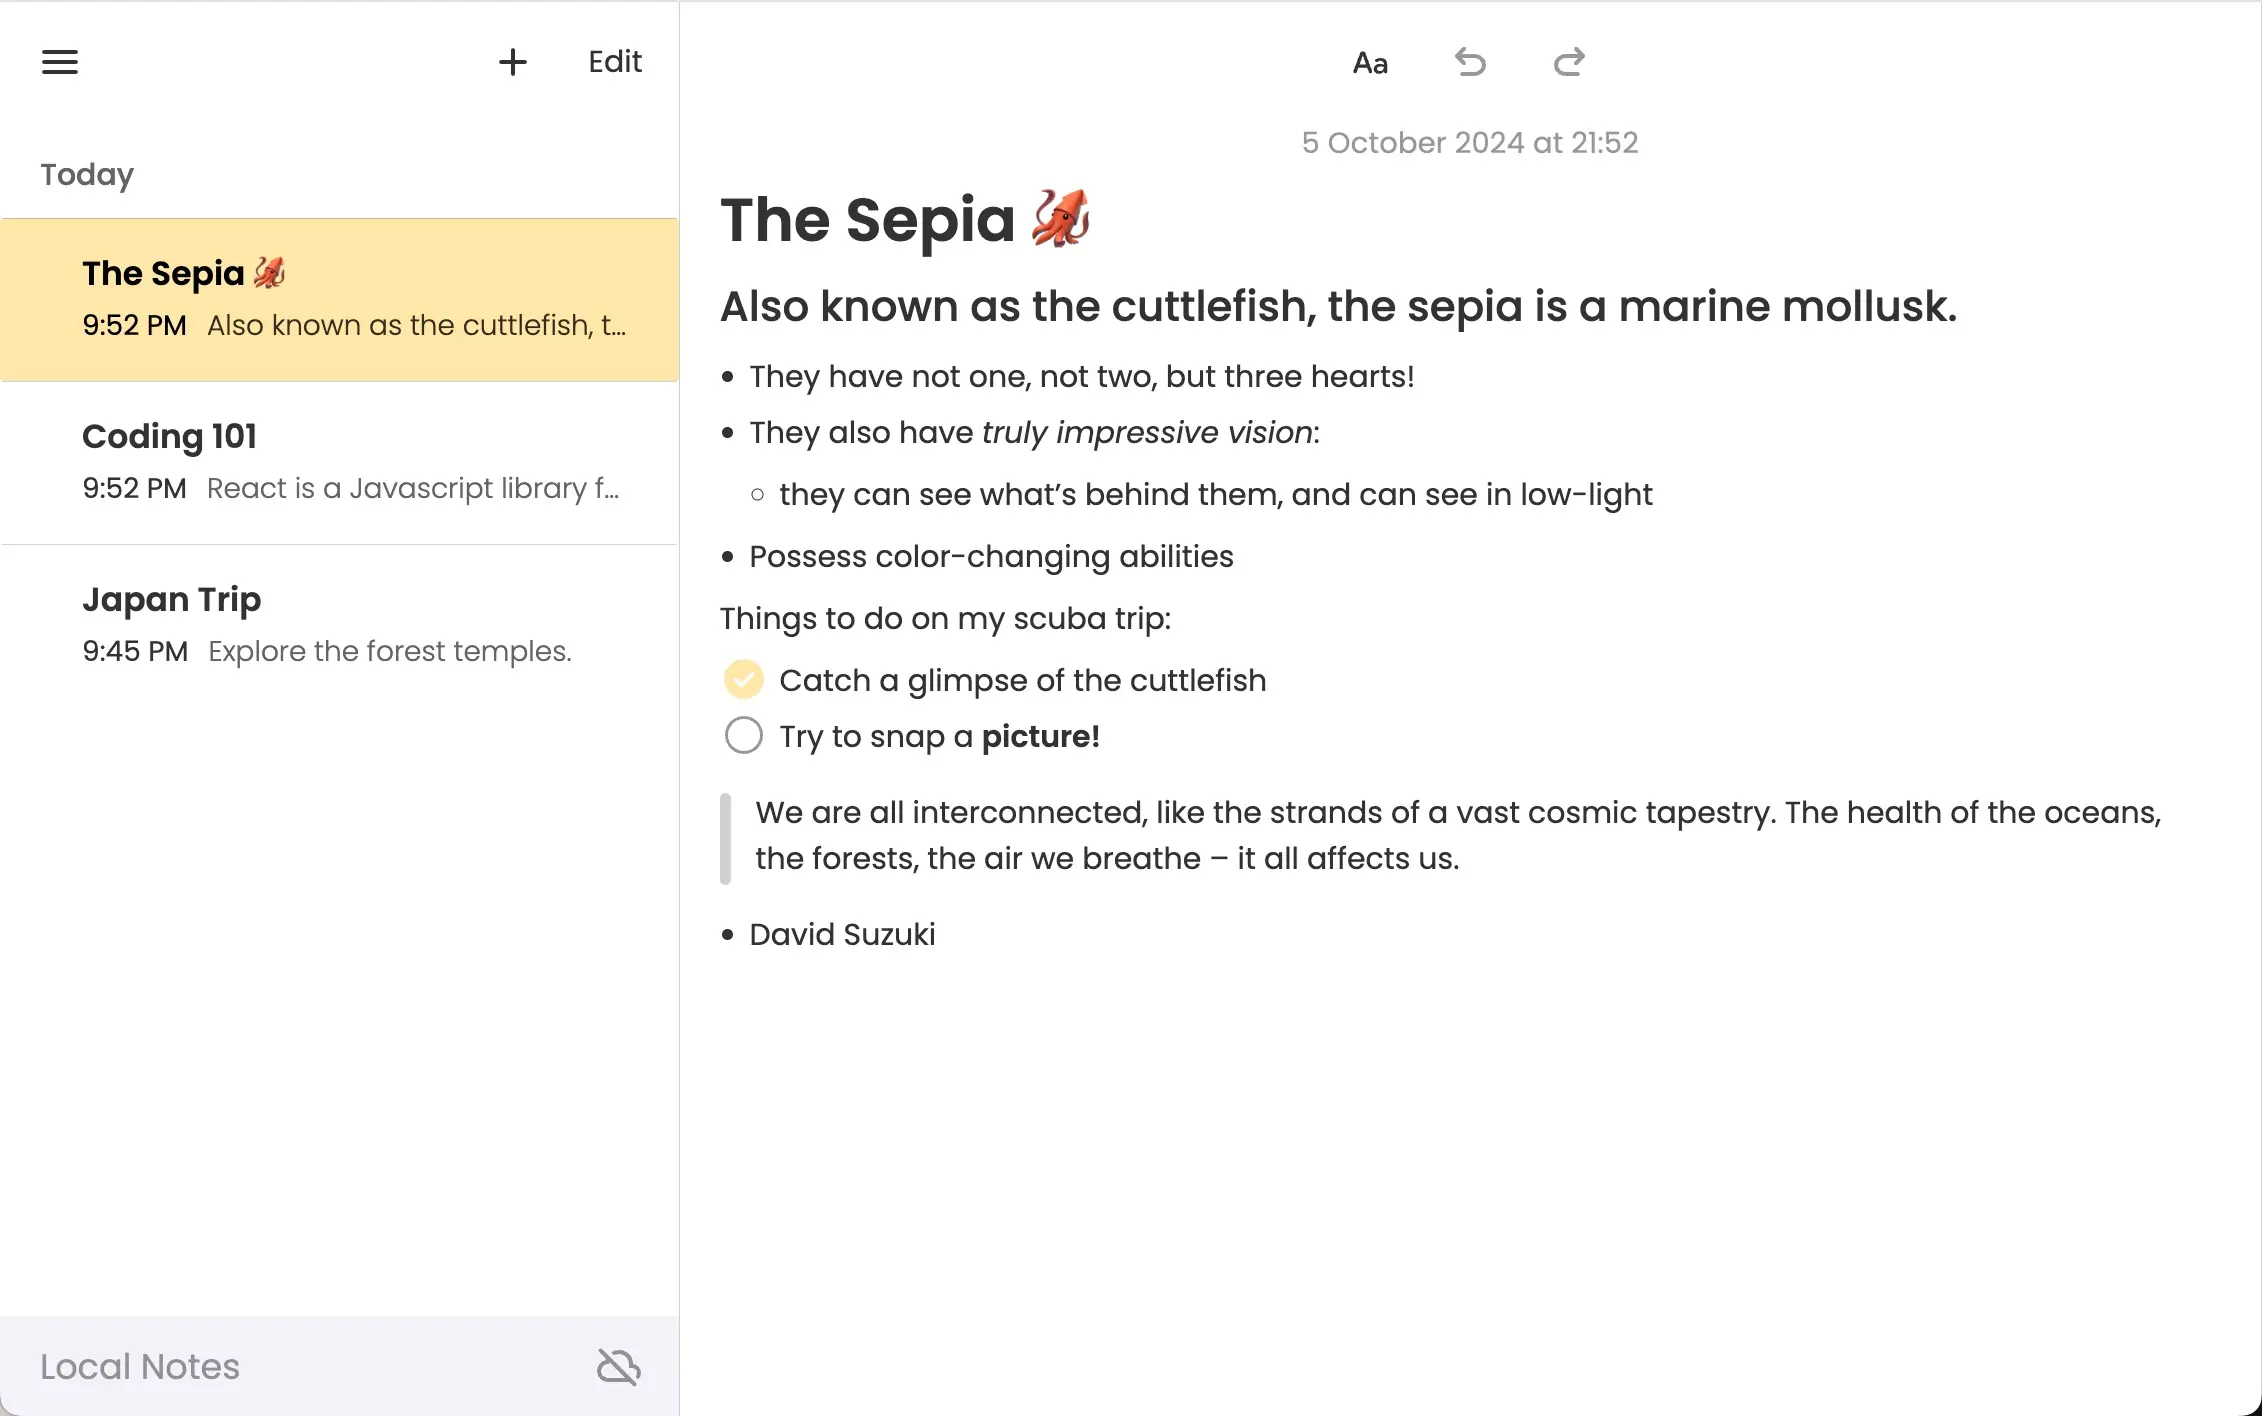 Edit
Today
The Sepia 🦑
9:52 PM Also known as the cuttlefish, t...
Coding 101
9:52 PM React is a Javascript library f...
Japan Trip
9:45 PM Explore the forest temples.
Local Notes
Aa
5 October 2024 at 21:52
The Sepia 🦑
Also known as the cuttlefish, the sepia is a marine mollusk.
• They have not one, not two, but three hearts!
• They also have truly impressive vision:
○ they can see what’s behind them, and can see in low-light
• Possess color-changing abilities
Things to do on my scuba trip:
Catch a glimpse of the cuttlefish
Try to snap a picture!
We are all interconnected, like the strands of a vast cosmic tapestry. The health of the oceans,
the forests, the air we breathe – it all affects us.
• David Suzuki